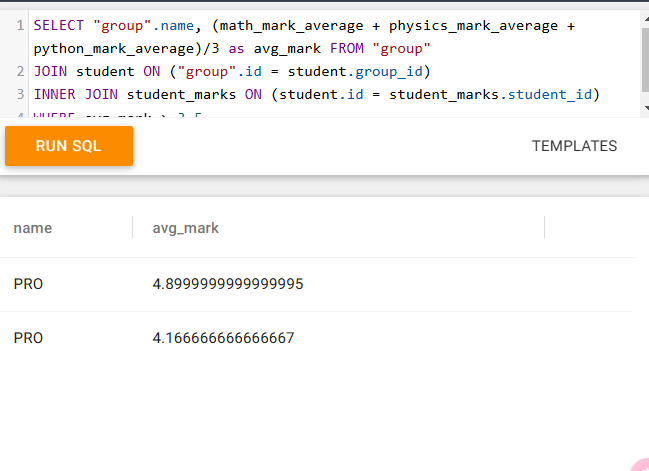 1 SELECT "group".name, (math_mark_average + physics_mark_average +
python_mark_average)/3 as avg_mark FROM "group"
2 JOIN student ON ("group".id = student.group_id)
3 INNER JOIN student_marks ON (student.id = student_marks.student_id)
4 WHERE avg_mark > 3.5
RUN SQL
TEMPLATES
name avg_mark
PRO 4.8999999999999995
PRO 4.166666666666667